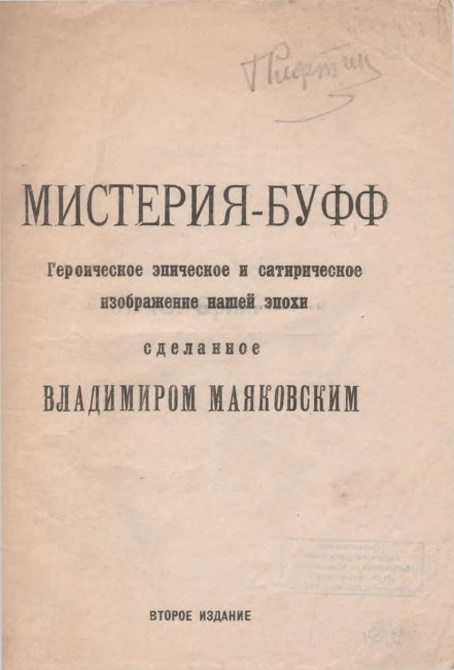 МИСТЕРИЯ-БУФФ
Героическое эпическое и сатирическое
изображение нашей эпохи
сделанное
ВЛАДИМИРОМ МАЯКОВСКИМ
ВТОРОЕ ИЗДАНИЕ